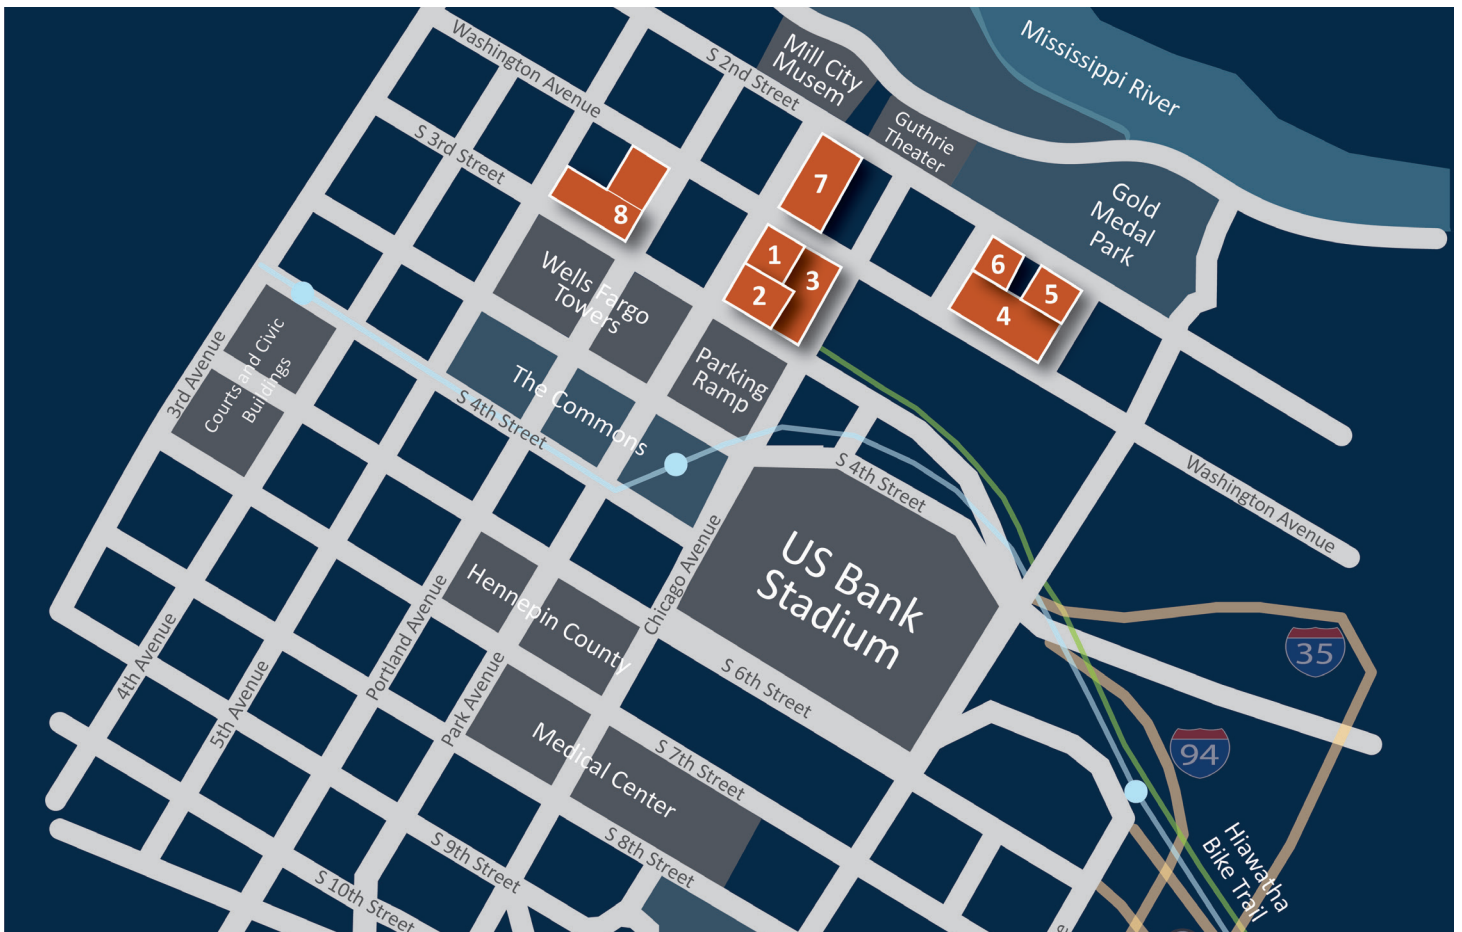 Washington Avenue
S 2nd Street
Mill City
Musem
Mississippi River
Guthrie
Theater
S 3rd Street
7
8
Gold
Medal
Park
1
3
2
6
5
4
Wells Fargo
Towers
3rd Avenue
Courts and Civic
Buildings
Parking
Ramp
The Commons
S 4th Street
S 4th Street
Washington Avenue
US Bank
Stadium
Chicago Avenue
Hennepin County
Portland Avenue
4th Avenue
5th Avenue
Park Avenue
S 6th Street
35
94
Medical Center
S 7th Street
S 8th Street
S 9th Street
S 10th Street
Hiawatha
Bike Trail